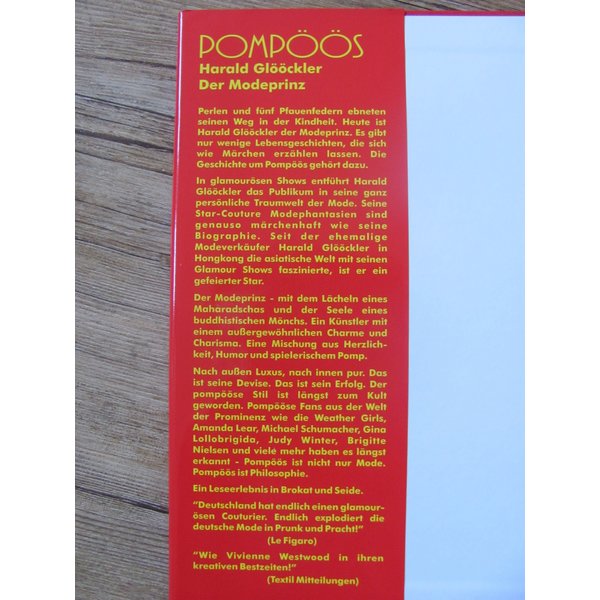 POMPÖÖS
Harald Glööckler
Der Modeprinz
Perlen und fünf Pfauenfedern ebneten
seinen Weg in der Kindheit. Heute ist
Harald Glööckler der Modeprinz. Es gibt
nur wenige Lebensgeschichten, die sich
wie Märchen erzählen lassen. Die
Geschichte um Pompöös gehört dazu.
In glamourösen Shows entführt Harald
Glööckler das Publikum in seine ganz
persönliche Traumwelt der Mode. Seine
Star-Couture Modephantasien sind
genauso märchenhaft wie seine
Biographie. Seit der ehemalige
Modeverkäufer Harald Glööckler in
Hongkong die asiatische Welt mit seinen
Glamour Shows faszinierte, ist er ein
gefeierter Star.
Der Modeprinz - mit dem Lächeln eines
Maharadschas und der Seele eines
buddhistischen Mönchs. Ein Künstler mit
einem außergewöhnlichen Charme und
Charisma. Eine Mischung aus Herzlich-
keit, Humor und spielerischem Pomp.
Nach außen Luxus, nach innen pur. Das
ist seine Devise. Das ist sein Erfolg. Der
pompööse Stil ist längst zum Kult
geworden. Pompööse Fans aus der Welt
der Prominenz wie die Weather Girls,
Amanda Lear, Michael Schumacher, Gina
Lollobrigida, Judy Winter, Brigitte
Nielsen und viele mehr haben es längst
erkannt - Pompöös ist nicht nur Mode.
Pompöös ist Philosophie.
Ein Leseerlebnis in Brokat und Seide.
"Deutschland hat endlich einen glamour-
ösen Couturier. Endlich explodiert die
deutsche Mode in Prunk und Pracht!"
(Le Figaro)
"Wie Vivienne Westwood in ihren
kreativen Bestzeiten!"
(Textil Mitteilungen)